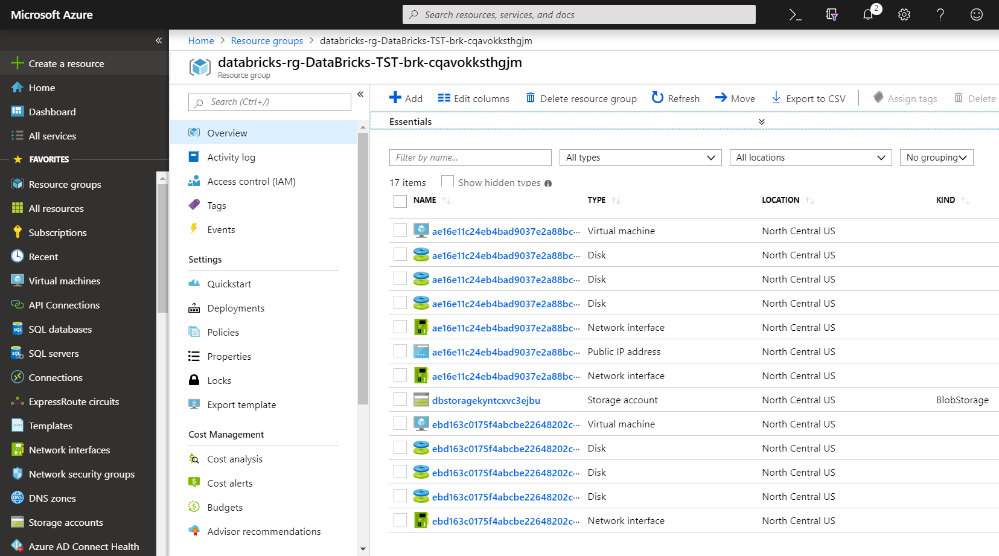 Microsoft Azure
Search resources, services, and docs
2
Home > Resource groups > databricks-rg-DataBricks-TST-brk-cqavokksthgjm
databricks-rg-DataBricks-TST-brk-cqavokksthgjm
Resource group
Create a resource
Home
Dashboard
All services
FAVORITES
Resource groups
All resources
Subscriptions
Recent
Virtual machines
API Connections
SQL databases
SQL servers
Connections
ExpressRoute circuits
Templates
Network interfaces
Network security groups
DNS zones
Storage accounts
Azure AD Connect Health
Search (Ctrl+/)
Overview
Activity log
Access control (IAM)
Tags
Events
Settings
Quickstart
Deployments
Policies
Properties
Locks
Export template
Cost Management
Cost analysis
Cost alerts
Budgets
Advisor recommendations
Add Edit columns Delete resource group Refresh Move Export to CSV Assign tags Delete
Essentials
Filter by name... All types All locations No grouping
17 items Show hidden types
NAME TYPE LOCATION KIND
ae16e11c24eb4bad9037e2a88bc... Virtual machine North Central US
ae16e11c24eb4bad9037e2a88bc... Disk North Central US
ae16e11c24eb4bad9037e2a88bc... Disk North Central US
ae16e11c24eb4bad9037e2a88bc... Disk North Central US
ae16e11c24eb4bad9037e2a88bc... Network interface North Central US
ae16e11c24eb4bad9037e2a88bc... Public IP address North Central US
ae16e11c24eb4bad9037e2a88bc... Network interface North Central US
dbstoragekyntcxvc3ejbu Storage account North Central US BlobStorage
ebd163c0175f4abcbe22648202c... Virtual machine North Central US
ebd163c0175f4abcbe22648202c... Disk North Central US
ebd163c0175f4abcbe22648202c... Disk North Central US
ebd163c0175f4abcbe22648202c... Disk North Central US
ebd163c0175f4abcbe22648202c... Network interface North Central US